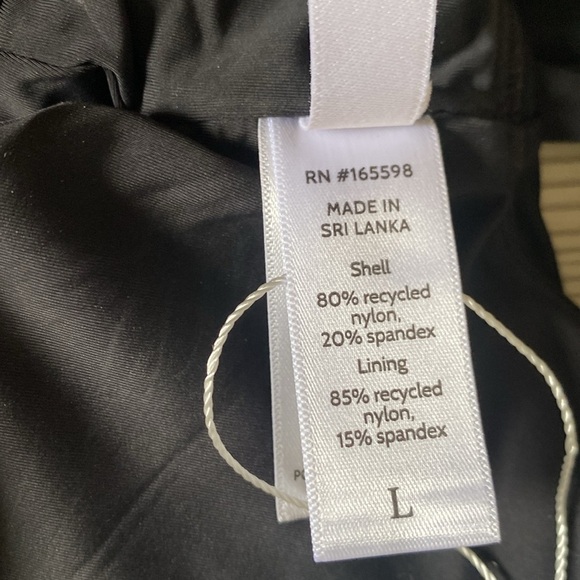 RN #165598
MADE IN
SRI LANKA
Shell
80% recycled
nylon,
20% spandex
Lining
85% recycled
nylon,
15% spandex
L